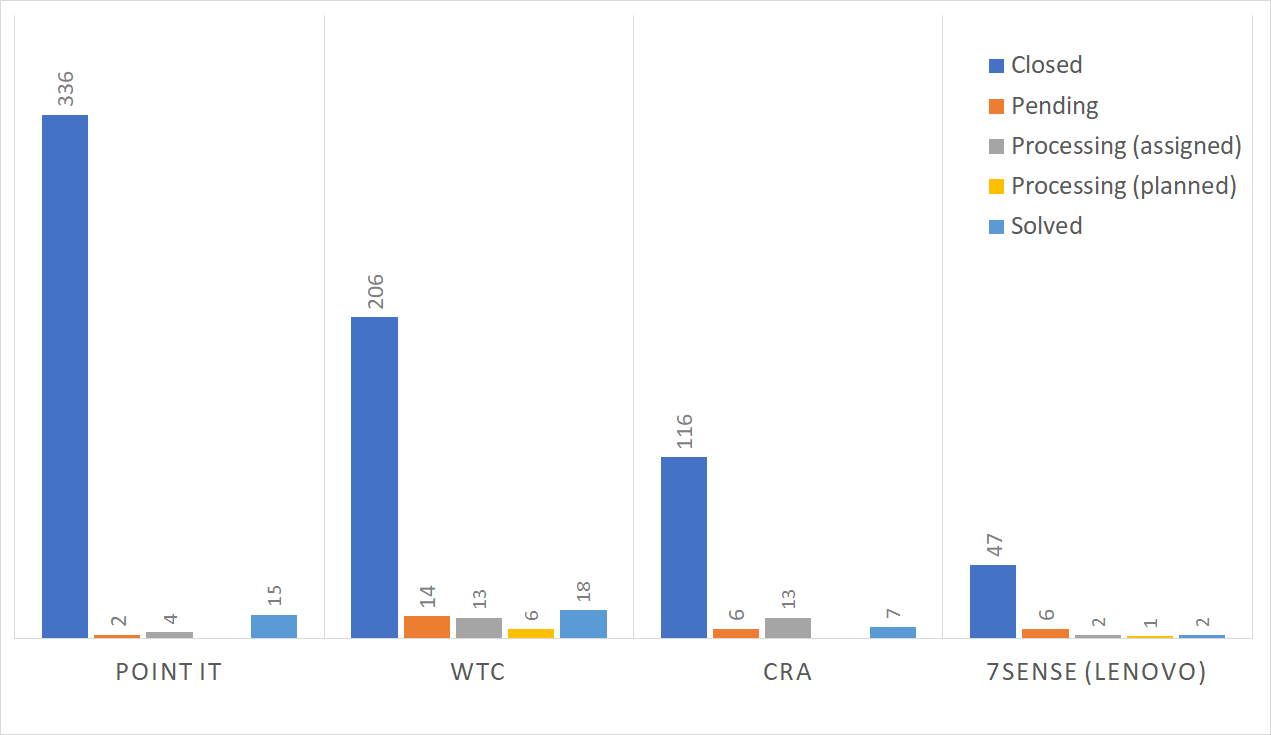 336
2
4
15
206
14
13
6
18
116
6
13
7
47
6
2
1
2
Closed
Pending
Processing (assigned)
Processing (planned)
Solved
POINT IT
WTC
CRA
7SENSE (LENOVO)